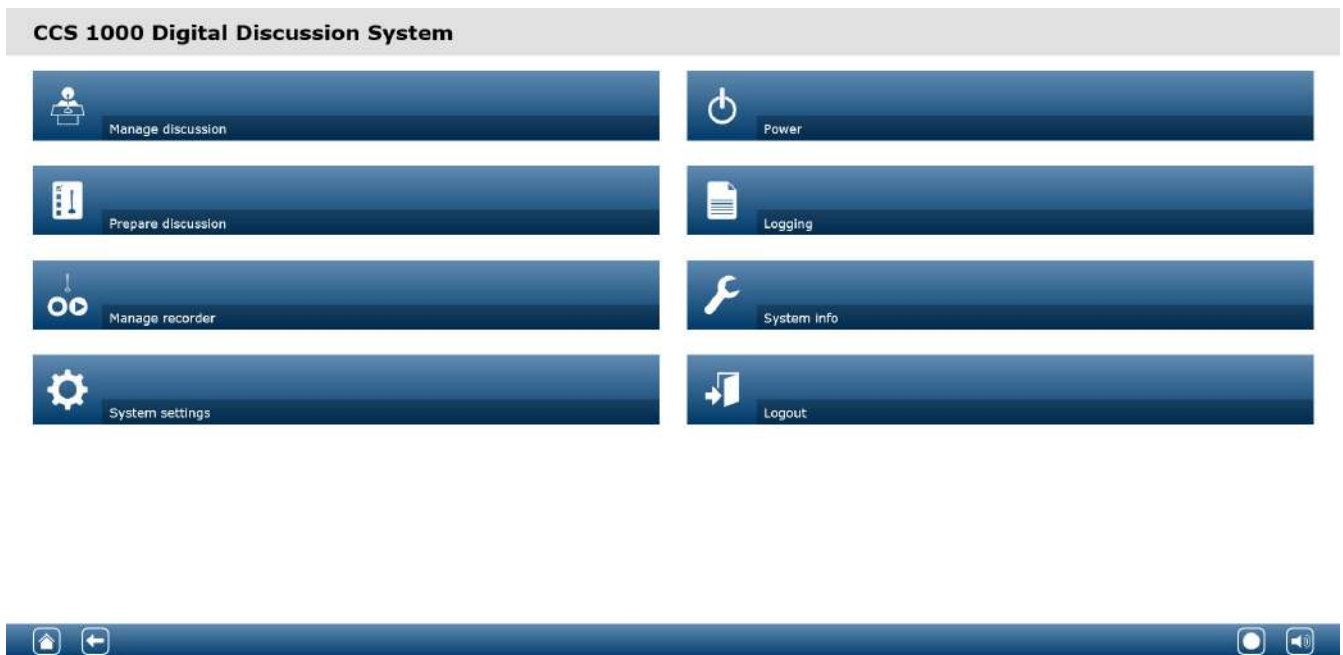 CCS 1000 Digital Discussion System
Manage discussion
Power
Prepare discussion
Logging
Manage recorder
System info
System settings
Logout